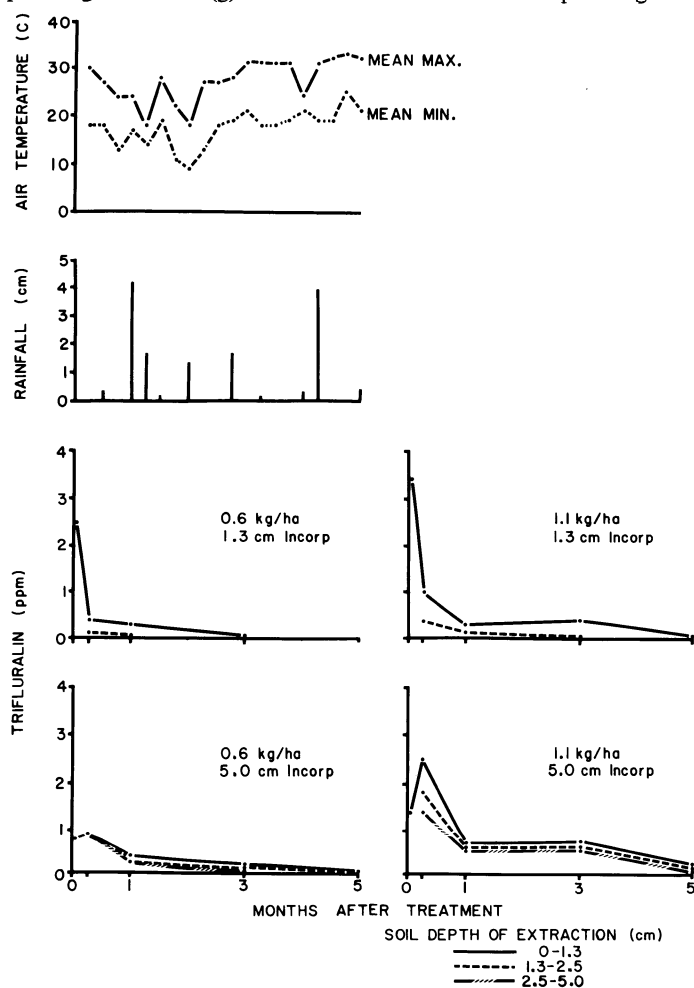 40
30
20
10
0
AIR TEMPERATURE (C)
MEAN MAX.
MEAN MIN.
5
4
3
2
1
0
RAINFALL (cm)
4
3
2
1
0
0.6 kg/ha
1.3 cm Incorp
1.1 kg/ha
1.3 cm Incorp
TRIFLURALIN (ppm)
4
3
2
1
0
0.6 kg/ha
5.0 cm Incorp
1.1 kg/ha
5.0 cm Incorp
0 1 3 5
0 1 3 5
MONTHS AFTER TREATMENT
SOIL DEPTH OF EXTRACTION (cm)
0-1.3
1.3-2.5
2.5-5.0